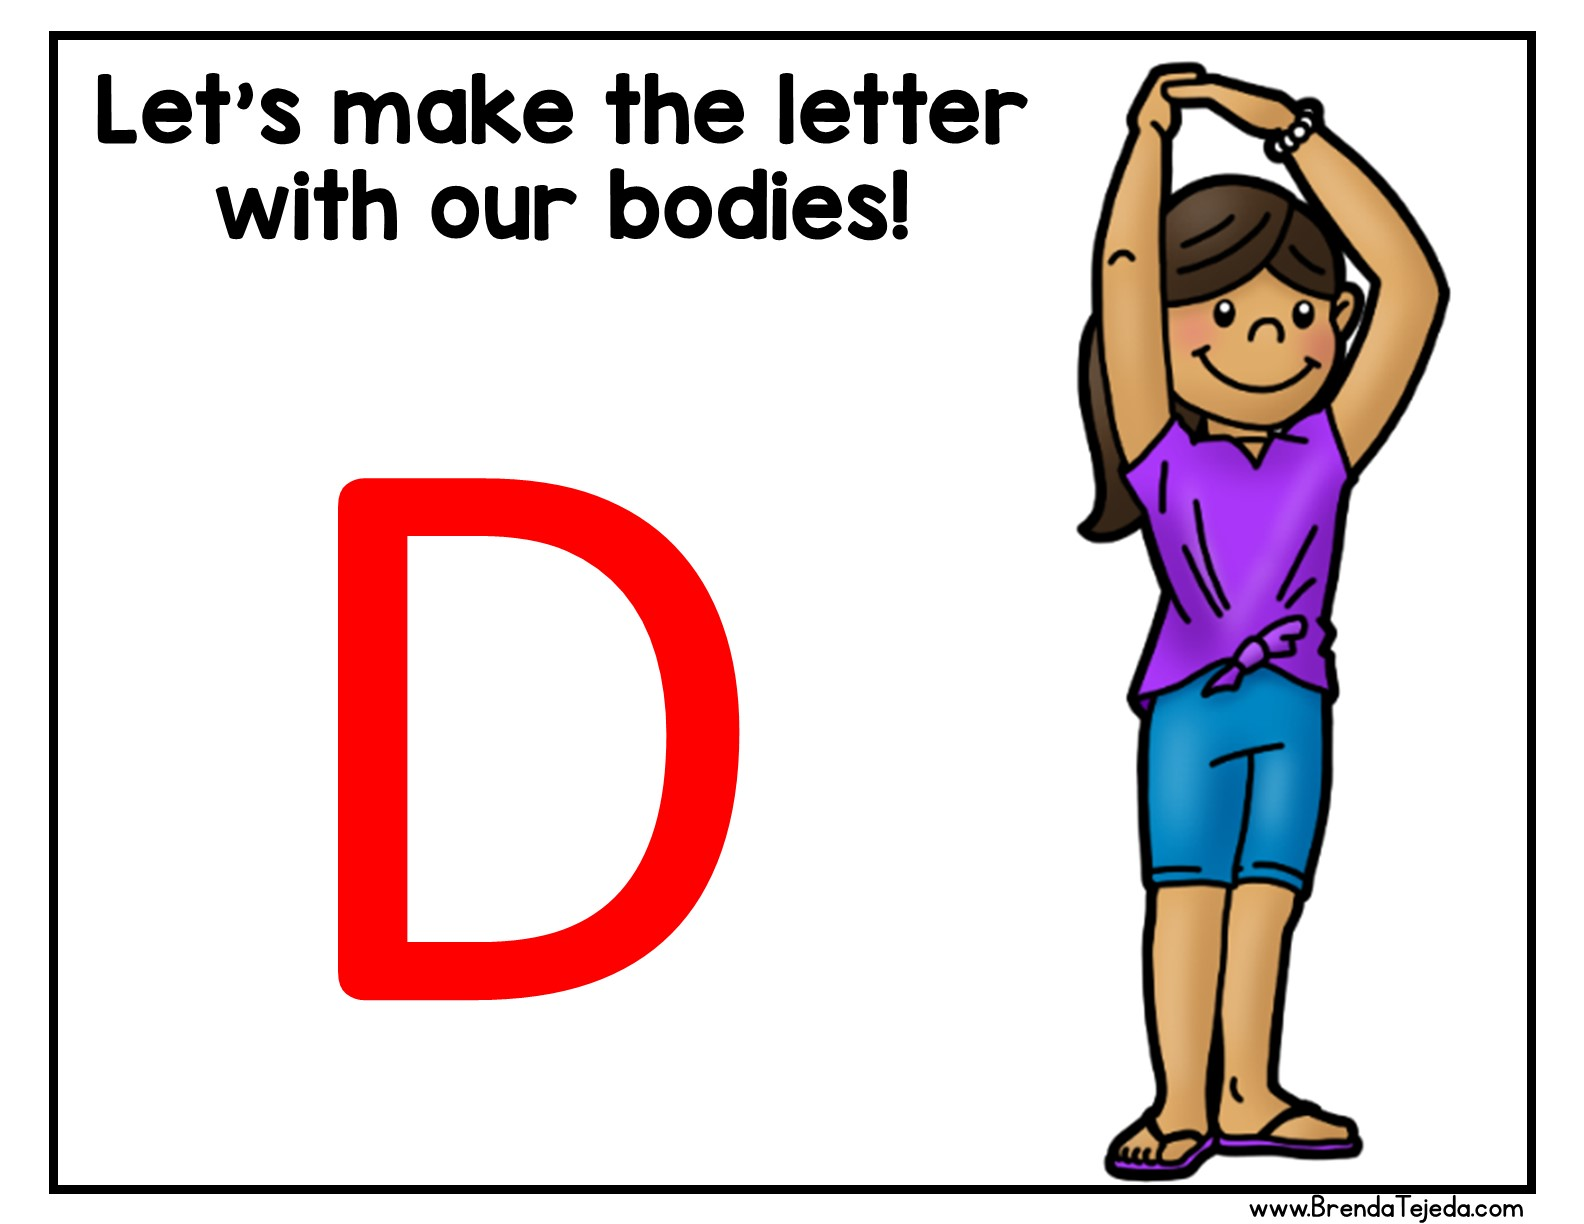 Let's make the letter
with our bodies!
D
www.BrendaTejeda.com